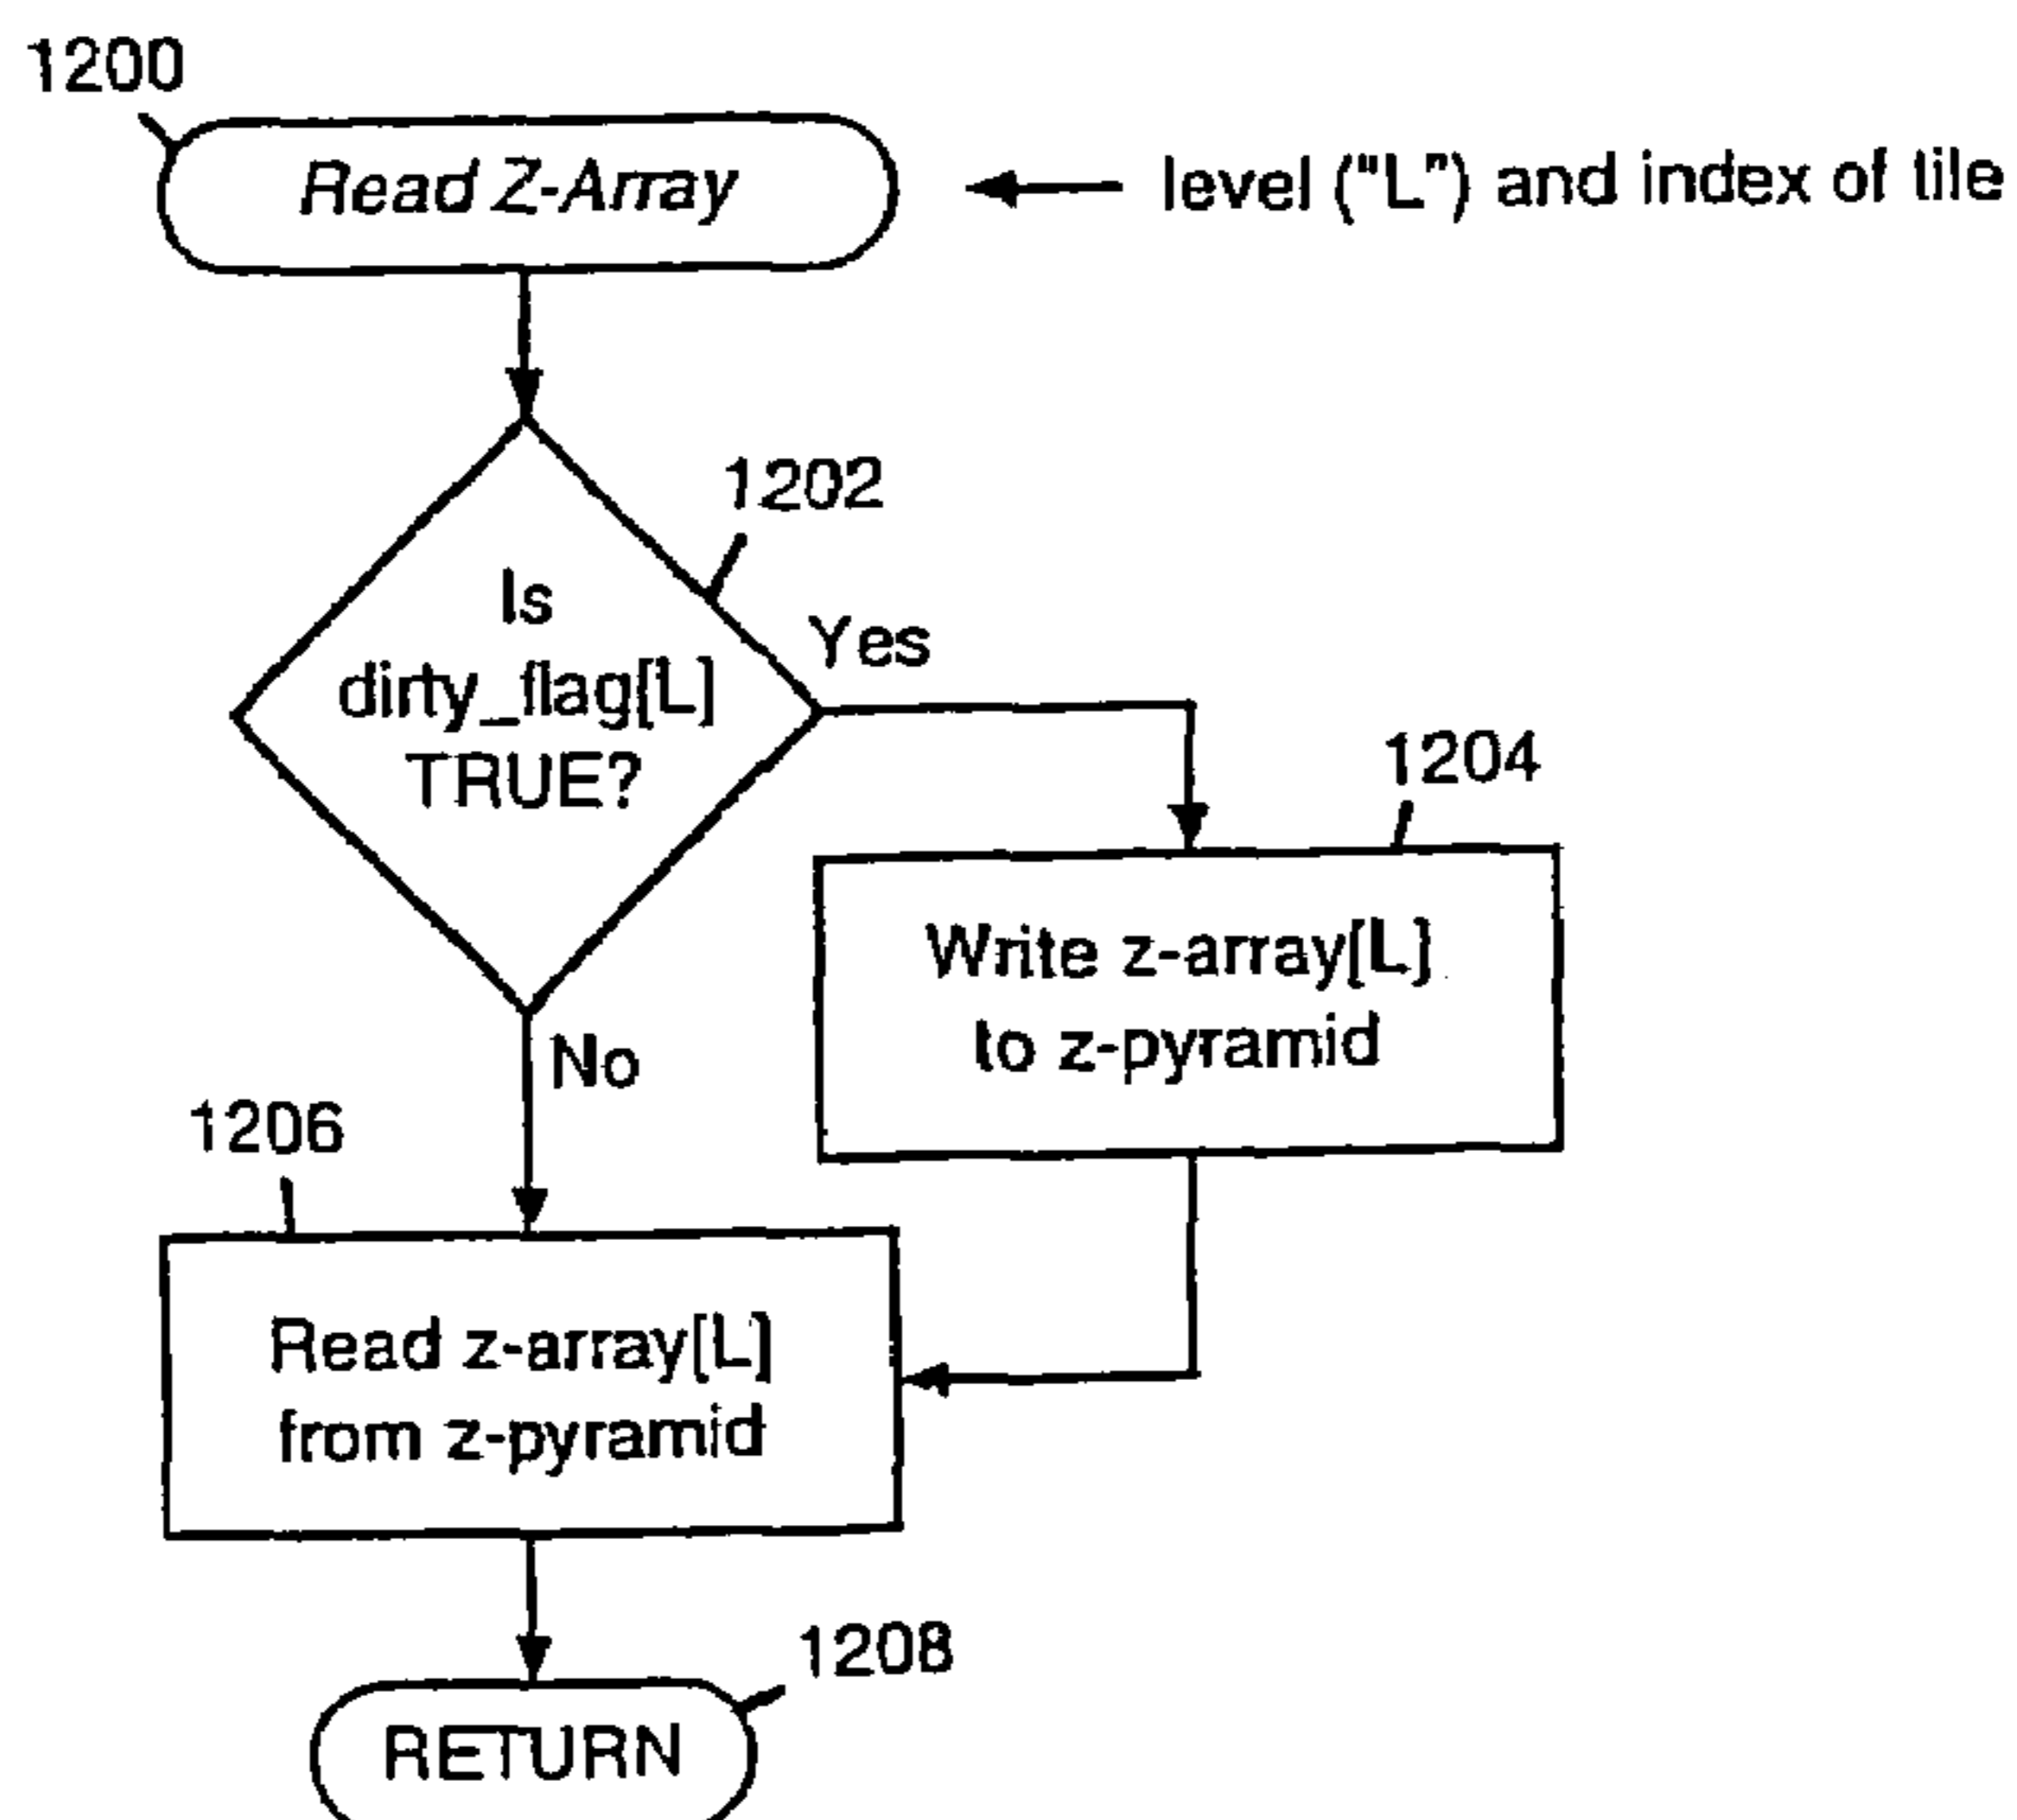 1200
Read Z-Array
level ("L") and index of tile
1202
Is
dirty_flag[L]
TRUE?
Yes
1204
Write z-array[L]
to z-pyramid
No
1206
Read z-array[L]
from z-pyramid
1208
RETURN